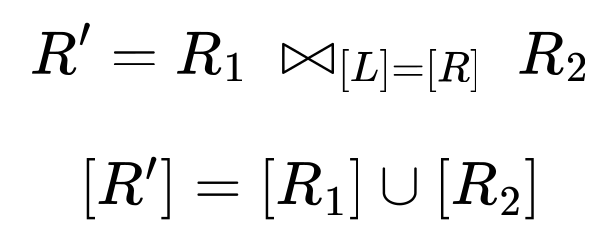 R′ = R₁ ⋈[L]=[R] R₂
[R′] = [R₁] ∪ [R₂]